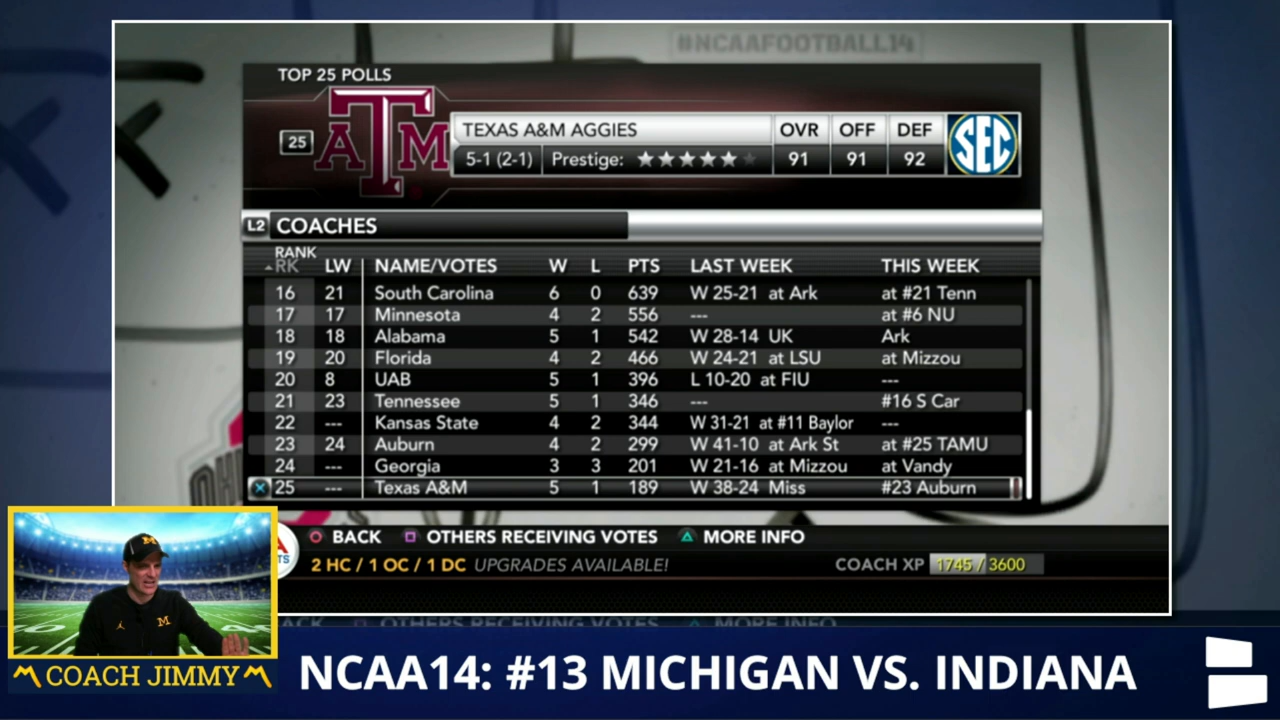 #NCAAFOOTBALL14
TOP 25 POLLS
25 ATM TEXAS A&M AGGIES OVR OFF DEF SEC
5-1 (2-1) Prestige: 91 91 92
L2 COACHES
RANK
RK LW NAME/VOTES W L PTS LAST WEEK THIS WEEK
16 21 South Carolina 6 0 639 W 25-21 at Ark at #21 Tenn
17 17 Minnesota 4 2 556 --- at #6 NU
18 18 Alabama 5 1 542 W 28-14 UK Ark
19 20 Florida 4 2 466 W 24-21 at LSU at Mizzou
20 8 UAB 5 1 396 L 10-20 at FIU ---
21 23 Tennessee 5 1 346 --- #16 S Car
22 --- Kansas State 4 2 344 W 31-21 at #11 Baylor ---
23 24 Auburn 4 2 299 W 41-10 at Ark St at #25 TAMU
24 --- Georgia 3 3 201 W 21-16 at Mizzou at Vandy
25 --- Texas A&M 5 1 189 W 38-24 Miss #23 Auburn
BACK OTHERS RECEIVING VOTES MORE INFO
2 HC / 1 OC / 1 DC UPGRADES AVAILABLE! COACH XP 1745 / 3600
OTHERS RECEIVING VOTES MORE INFO
M
M
COACH JIMMY
NCAA14: #13 MICHIGAN VS. INDIANA